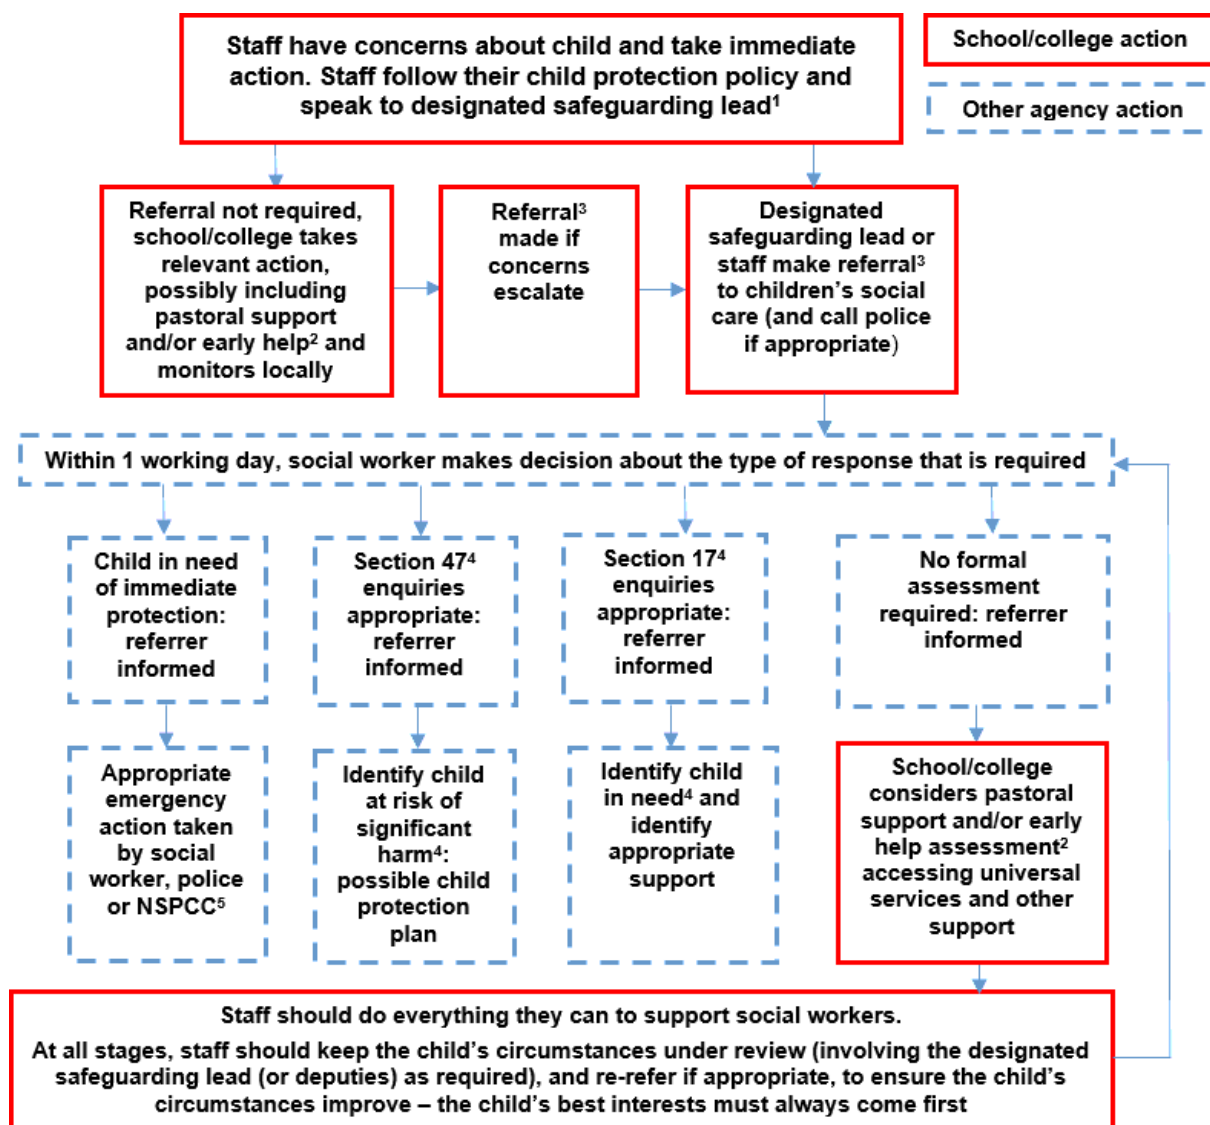 Staff have concerns about child and take immediate
action. Staff follow their child protection policy and
speak to designated safeguarding lead¹
School/college action
Other agency action
Referral not required,
school/college takes
relevant action,
possibly including
pastoral support
and/or early help² and
monitors locally
Referral³
made if
concerns
escalate
Designated
safeguarding lead or
staff make referral³
to children’s social
care (and call police
if appropriate)
Within 1 working day, social worker makes decision about the type of response that is required
Child in need
of immediate
protection:
referrer
informed
Section 47⁴
enquiries
appropriate:
referrer
informed
Section 17⁴
enquiries
appropriate:
referrer
informed
No formal
assessment
required: referrer
informed
Appropriate
emergency
action taken
by social
worker, police
or NSPCC⁵
Identify child
at risk of
significant
harm⁴:
possible child
protection
plan
Identify child
in need⁴ and
identify
appropriate
support
School/college
considers pastoral
support and/or early
help assessment²
accessing universal
services and other
support
Staff should do everything they can to support social workers.
At all stages, staff should keep the child’s circumstances under review (involving the designated
safeguarding lead (or deputies) as required), and re-refer if appropriate, to ensure the child’s
circumstances improve – the child’s best interests must always come first